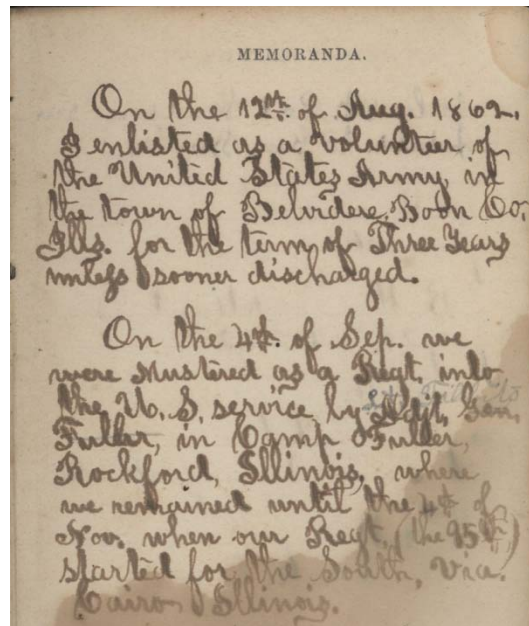 MEMORANDA.
On the 12th. of Aug. 1862,
I enlisted as a volunteer of
the United States Army, in
the town of Belvidere, Boon Co.
Ills. for the term of Three Years
unless sooner discharged.
On the 4th. of Sep. we
were Mustered as a Regt. into
the U. S. service by Adjt. Gen.
Fuller, in Camp Fuller,
Rockford, Illinois, where
we remained until the 4th of
Nov. when our Regt. (the 95th)
started for the South, via.
Cairo Illinois.